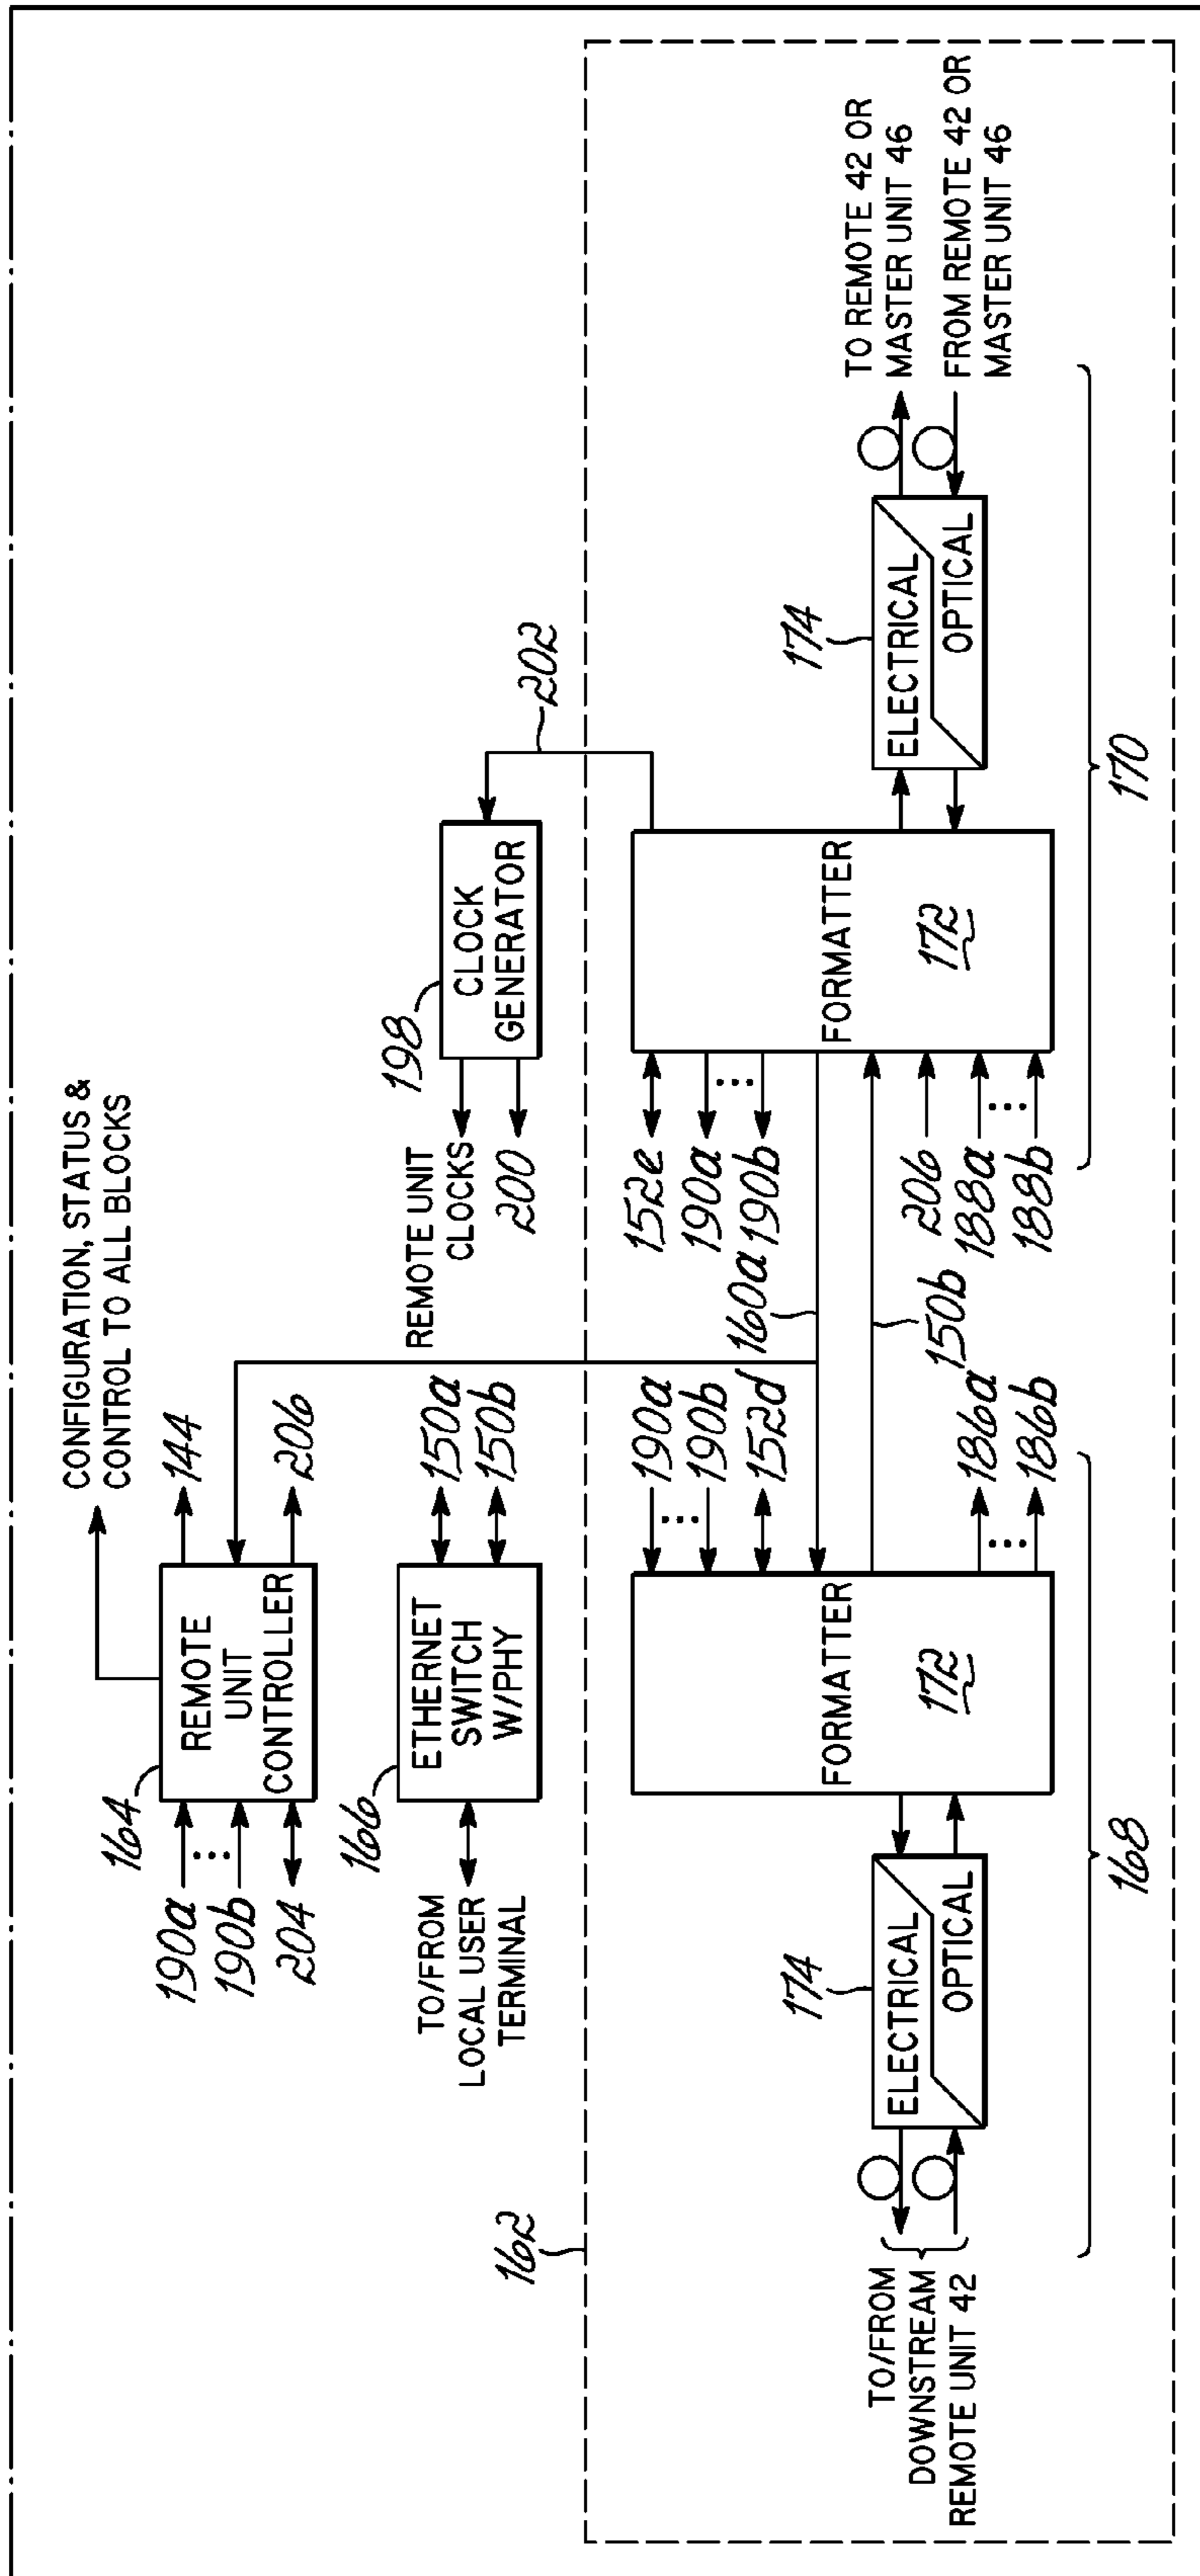 CONFIGURATION, STATUS &
CONTROL TO ALL BLOCKS
164
190a
190b
204
REMOTE
UNIT
CONTROLLER
144
206
166
TO/FROM
LOCAL USER
TERMINAL
ETHERNET
SWITCH
W/PHY
150a
150b
198
CLOCK
GENERATOR
REMOTE UNIT
CLOCKS
200
202
162
TO/FROM
DOWNSTREAM
REMOTE UNIT 42
174
ELECTRICAL
OPTICAL
FORMATTER
172
190a
190b
152d
186a
186b
168
160a
150b
152e
190a
190b
206
188a
188b
FORMATTER
172
174
ELECTRICAL
OPTICAL
TO REMOTE 42 OR
MASTER UNIT 46
FROM REMOTE 42 OR
MASTER UNIT 46
170